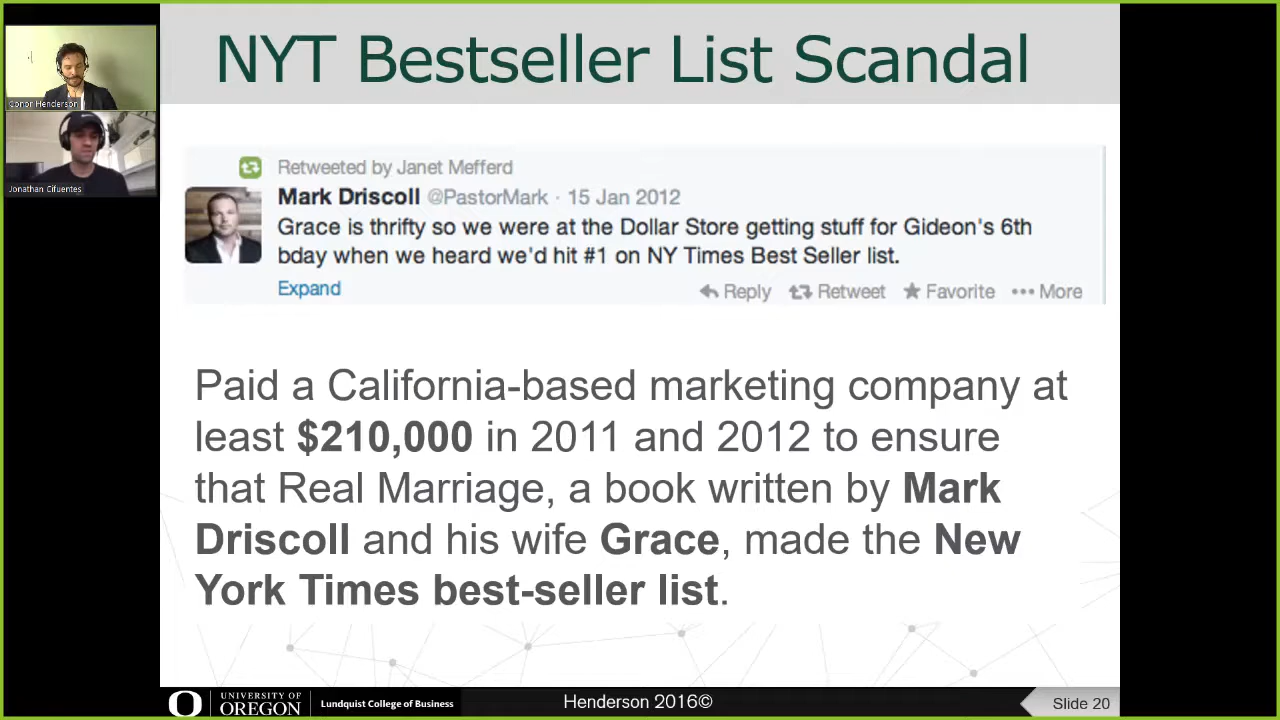 NYT Bestseller List Scandal
Conor Henderson
Jonathan Cifuentes
Retweeted by Janet Mefferd
Mark Driscoll @PastorMark · 15 Jan 2012
Grace is thrifty so we were at the Dollar Store getting stuff for Gideon's 6th
bday when we heard we'd hit #1 on NY Times Best Seller list.
Expand
Reply Retweet Favorite More
Paid a California-based marketing company at
least $210,000 in 2011 and 2012 to ensure
that Real Marriage, a book written by Mark
Driscoll and his wife Grace, made the New
York Times best-seller list.
UNIVERSITY OF
OREGON
Lundquist College of Business
Henderson 2016©
Slide 20